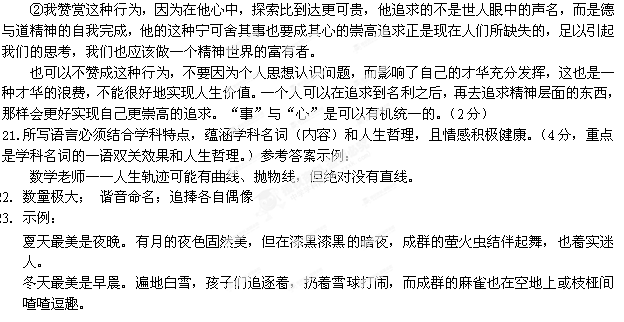 ②我赞赏这种行为，因为在他心中，探索比到达更可贵，他追求的不是世人眼中的声名，而是德
与道精神的自我完成，他的这种宁可舍其事也要成其心的崇高追求正是现在人们所缺失的，足以引起
我们的思考，我们也应该做一个精神世界的富有者。
也可以不赞成这种行为，不要因为个人思想认识问题，而影响了自己的才华充分发挥，这也是一
种才华的浪费，不能很好地实现人生价值。一个人可以在追求到名利之后，再去追求精神层面的东西，
那样会更好实现自己更崇高的追求。“事”与“心”是可以有机统一的。（2 分）
21.所写语言必须结合学科特点，蕴涵学科名词（内容）和人生哲理，且情感积极健康。（4 分，重点
是学科名词的一语双关效果和人生哲理。）参考答案示例：
数学老师——人生轨迹可能有曲线、抛物线，但绝对没有直线。
22. 数量极大； 谐音命名；追捧各自偶像
23. 示例：
夏天最美是夜晚。有月的夜色固然美，但在漆黑漆黑的暗夜，成群的萤火虫结伴起舞，也着实迷
人。
冬天最美是早晨。遍地白雪，孩子们追逐着，扔着雪球打闹，而成群的麻雀也在空地上或枝桠间
喳喳逗趣。